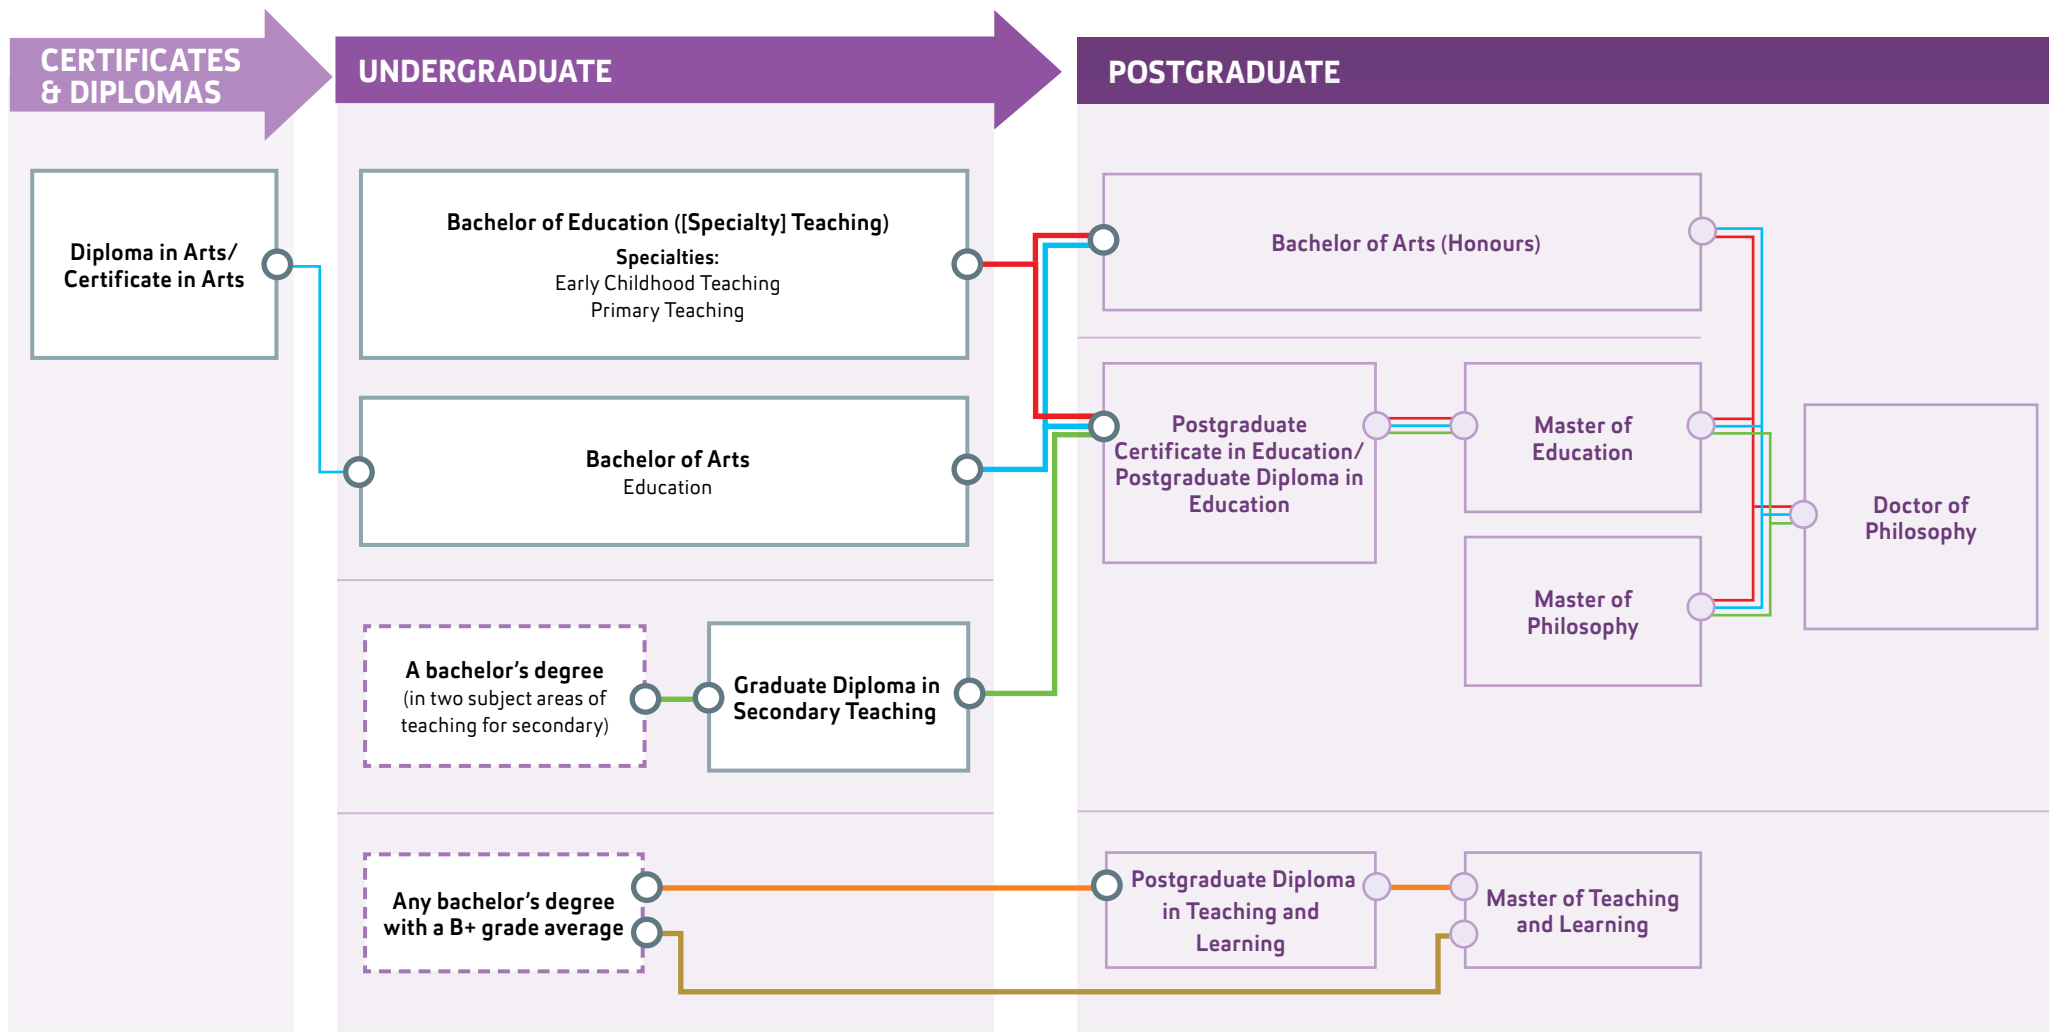 CERTIFICATES
& DIPLOMAS
UNDERGRADUATE
POSTGRADUATE
Diploma in Arts/
Certificate in Arts
Bachelor of Education ([Specialty] Teaching)
Specialties:
Early Childhood Teaching
Primary Teaching
Bachelor of Arts
Education
A bachelor’s degree
(in two subject areas of
teaching for secondary)
Graduate Diploma in
Secondary Teaching
Any bachelor’s degree
with a B+ grade average
Bachelor of Arts (Honours)
Postgraduate
Certificate in Education/
Postgraduate Diploma in
Education
Master of
Education
Master of
Philosophy
Doctor of
Philosophy
Postgraduate Diploma
in Teaching and
Learning
Master of Teaching
and Learning